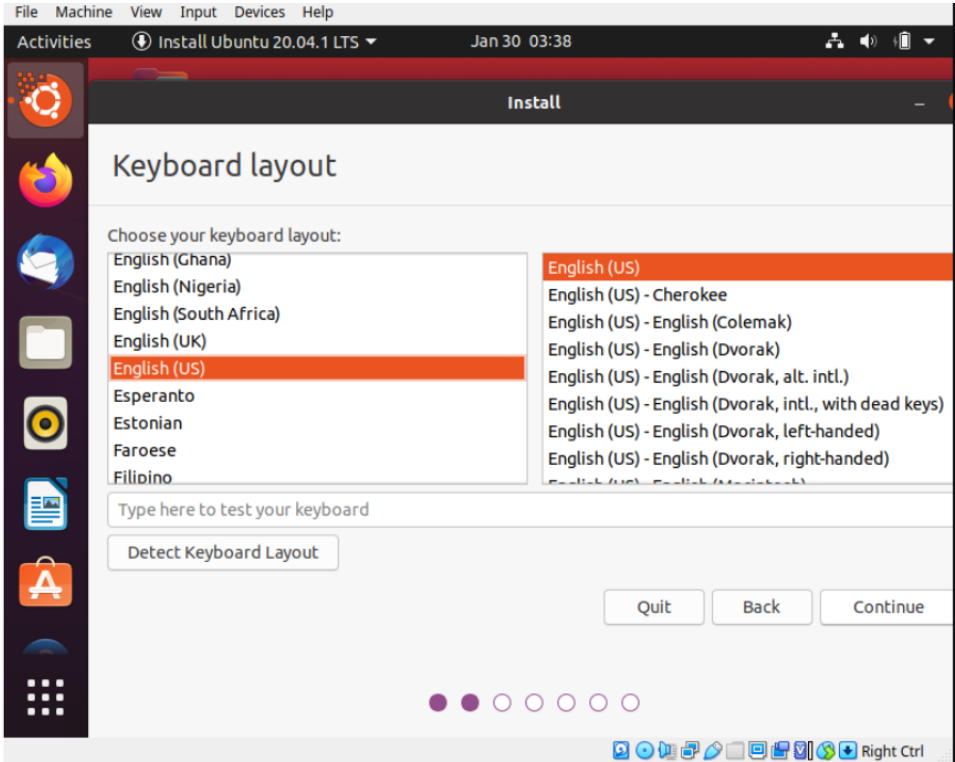 File Machine View Input Devices Help
Activities Install Ubuntu 20.04.1 LTS Jan 30 03:38
Install
Keyboard layout
Choose your keyboard layout:
English (Ghana)
English (Nigeria)
English (South Africa)
English (UK)
English (US)
Esperanto
Estonian
Faroese
Filipino
English (US)
English (US) - Cherokee
English (US) - English (Colemak)
English (US) - English (Dvorak)
English (US) - English (Dvorak, alt. intl.)
English (US) - English (Dvorak, intl., with dead keys)
English (US) - English (Dvorak, left-handed)
English (US) - English (Dvorak, right-handed)
English (US) - English (Macintosh)
Type here to test your keyboard
Detect Keyboard Layout
Quit Back Continue
Right Ctrl